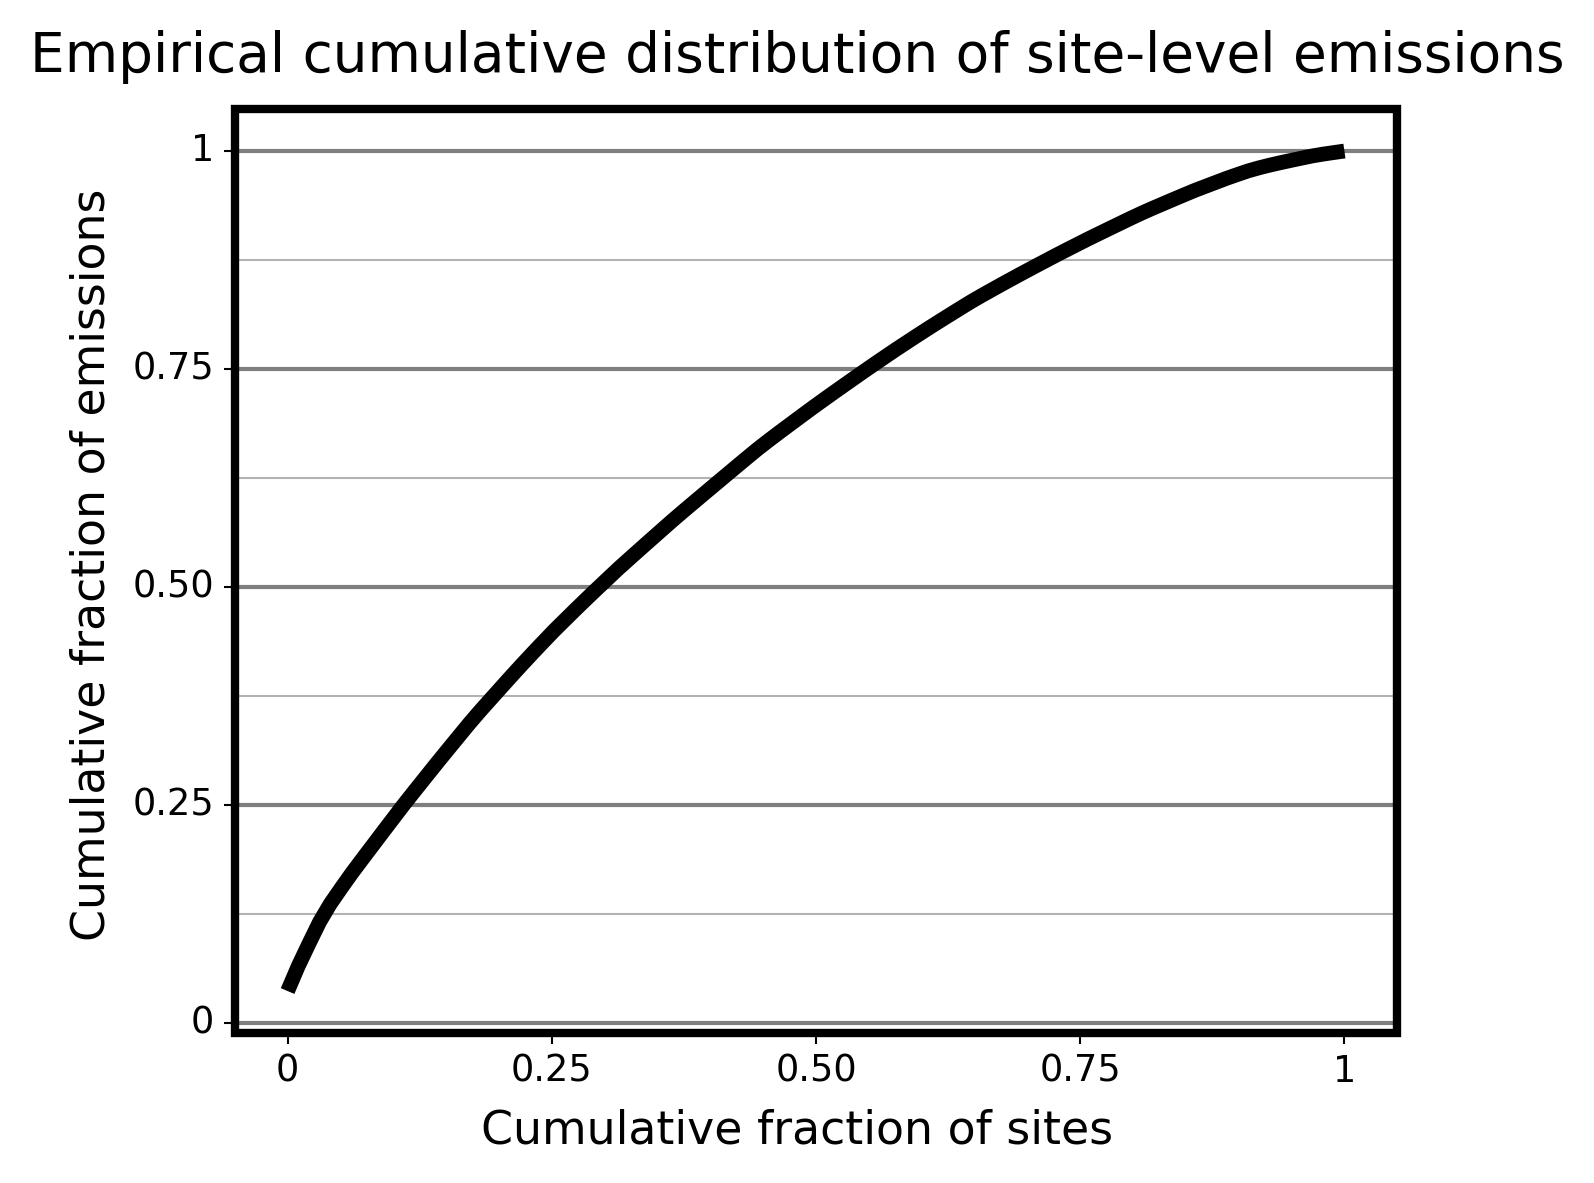 Empirical cumulative distribution of site-level emissions
Cumulative fraction of emissions
1
0.75
0.50
0.25
0
0 0.25 0.50 0.75 1
Cumulative fraction of sites